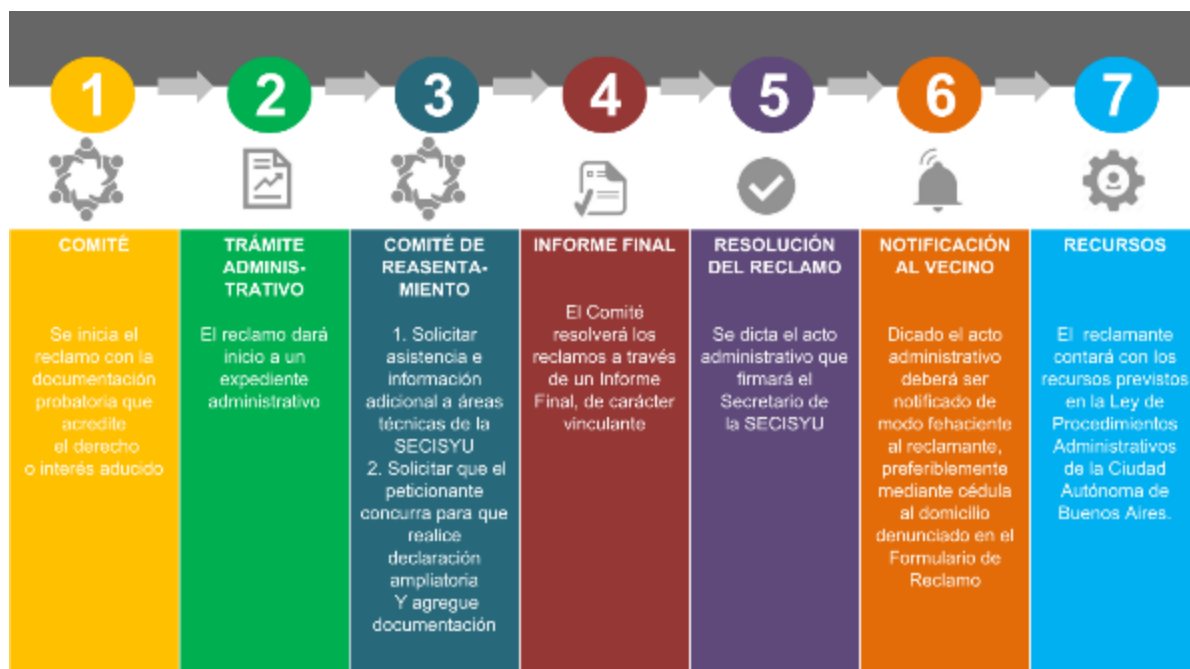 1
2
3
4
5
6
7
COMITÉ
Se inicia el
reclamo con la
documentación
probatoria que
acredite
el derecho
o interés aducido
TRÁMITE
ADMINIS-
TRATIVO
El reclamo dará
inicio a un
expediente
administrativo
COMITÉ DE
REASENTA-
MIENTO
1. Solicitar
asistencia e
información
adicional a áreas
técnicas de la
SECISYU
2. Solicitar que el
peticionante
concurra para que
realice
declaración
ampliatoria
Y agregue
documentación
INFORME FINAL
El Comité
resolverá los
reclamos a través
de un Informe
Final, de carácter
vinculante
RESOLUCIÓN
DEL RECLAMO
Se dicta el acto
administrativo que
firmará el
Secretario de
la SECISYU
NOTIFICACIÓN
AL VECINO
Dicado el acto
administrativo
deberá ser
notificado de
modo fehaciente
al reclamante,
preferiblemente
mediante cédula
al domicilio
denunciado en el
Formulario de
Reclamo
RECURSOS
El reclamante
contará con los
recursos previstos
en la Ley de
Procedimientos
Administrativos
de la Ciudad
Autónoma de
Buenos Aires.